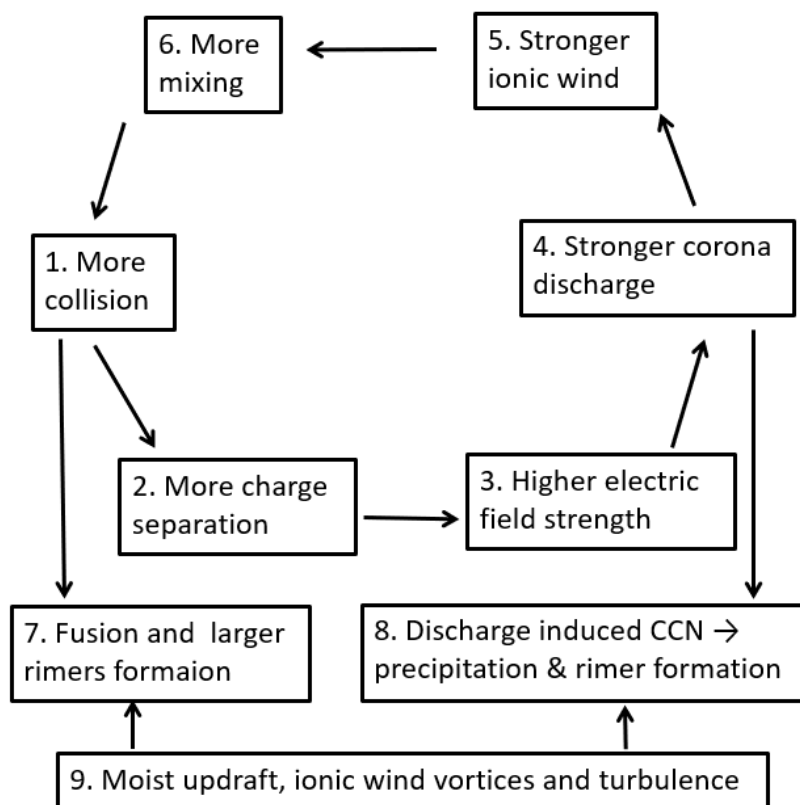 6. More
mixing
5. Stronger
ionic wind
1. More
collision
4. Stronger corona
discharge
2. More charge
separation
3. Higher electric
field strength
7. Fusion and  larger
rimers formaion
8. Discharge induced CCN →
precipitation & rimer formation
9. Moist updraft, ionic wind vortices and turbulence